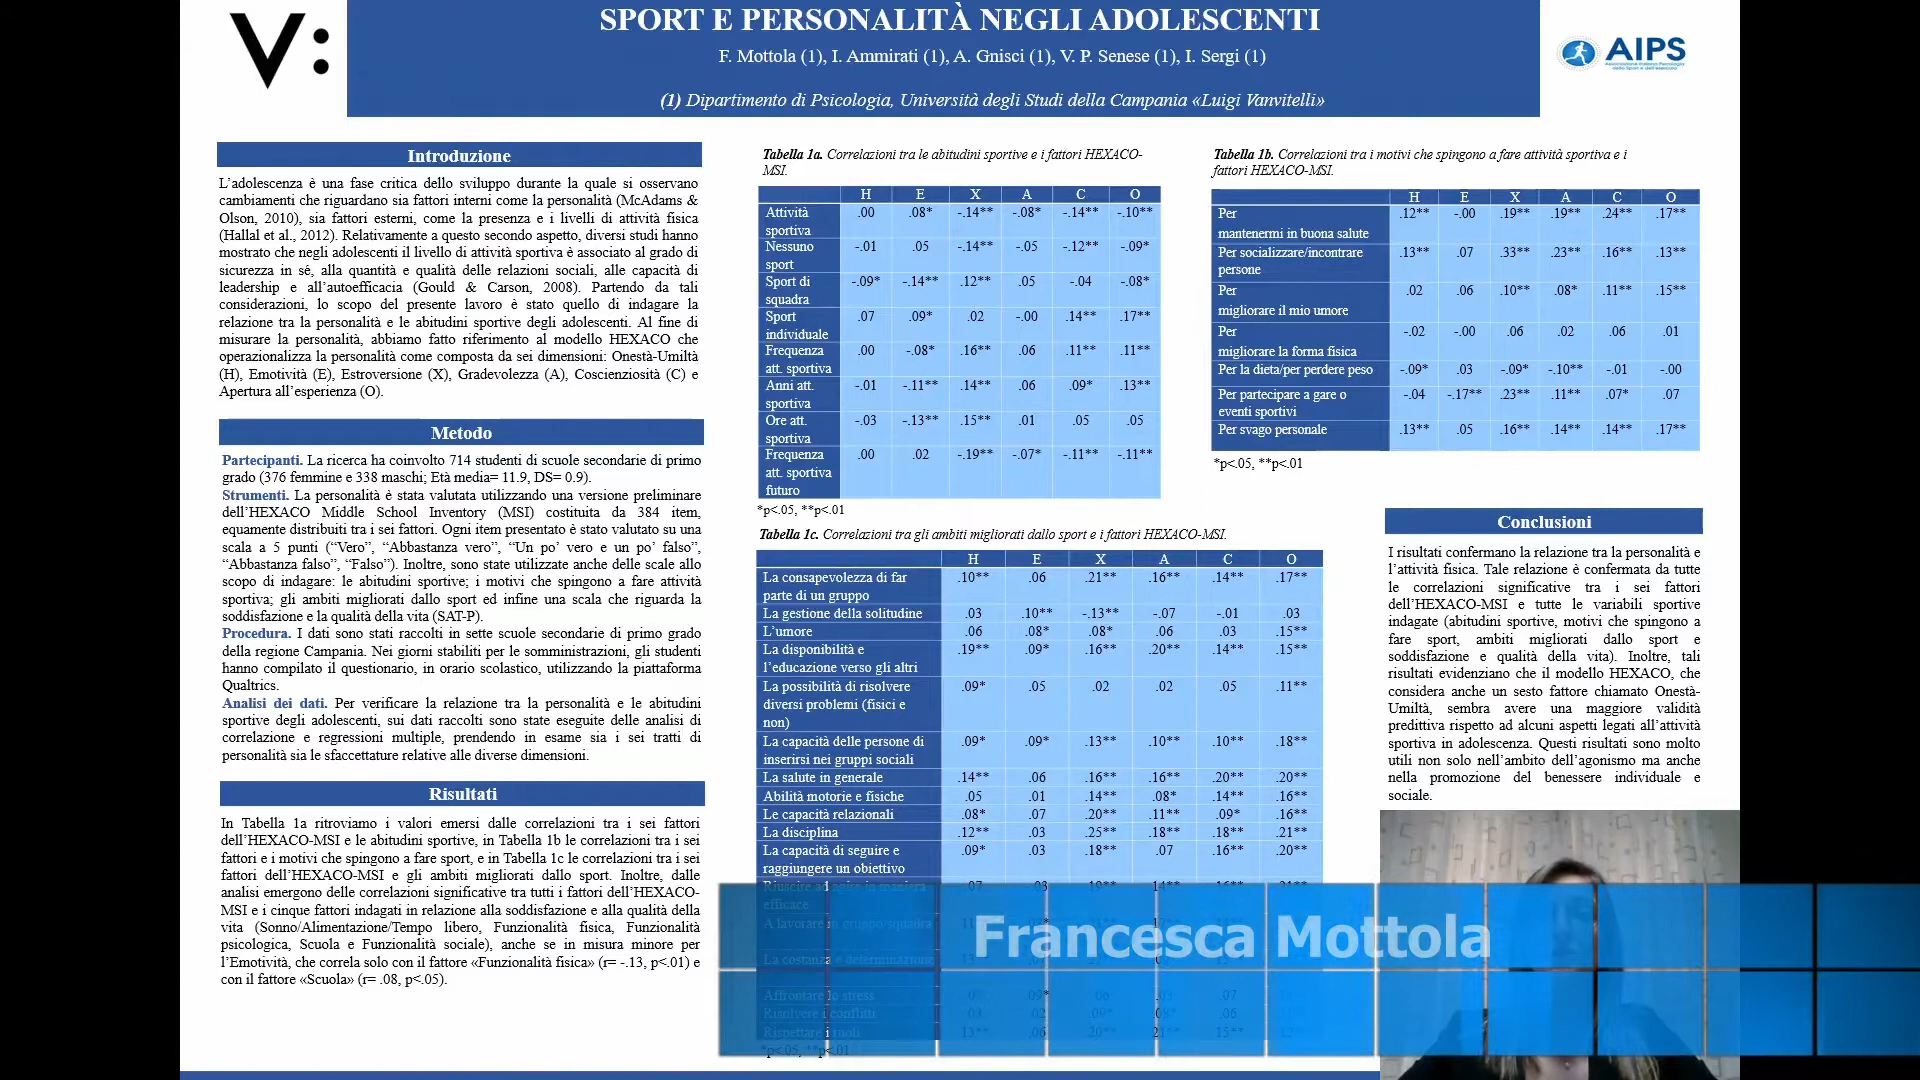 SPORT E PERSONALITÀ NEGLI ADOLESCENTI
F. Mottola (1), I. Ammirati (1), A. Gnisci (1), V. P. Senese (1), I. Sergi (1)
(1) Dipartimento di Psicologia, Università degli Studi della Campania «Luigi Vanvitelli»
V:
AIPS
Introduzione
L’adolescenza è una fase critica dello sviluppo durante la quale si osservano
cambiamenti che riguardano sia fattori interni come la personalità (McAdams &
Olson, 2010), sia fattori esterni, come la presenza e i livelli di attività fisica
(Hallal et al., 2012). Relativamente a questo secondo aspetto, diversi studi hanno
mostrato che negli adolescenti il livello di attività sportiva è associato al grado di
sicurezza in sé, alla quantità e qualità delle relazioni sociali, alle capacità di
leadership e all’autoefficacia (Gould & Carson, 2008). Partendo da tali
considerazioni, lo scopo del presente lavoro è stato quello di indagare la
relazione tra la personalità e le abitudini sportive degli adolescenti. Al fine di
misurare la personalità, abbiamo fatto riferimento al modello HEXACO che
operazionalizza la personalità come composta da sei dimensioni: Onestà-Umiltà
(H), Emotività (E), Estroversione (X), Gradevolezza (A), Coscienziosità (C) e
Apertura all’esperienza (O).
Metodo
Partecipanti. La ricerca ha coinvolto 714 studenti di scuole secondarie di primo
grado (376 femmine e 338 maschi; Età media= 11.9, DS= 0.9).
Strumenti. La personalità è stata valutata utilizzando una versione preliminare
dell’HEXACO Middle School Inventory (MSI) costituita da 384 item,
equamente distribuiti tra i sei fattori. Ogni item presentato è stato valutato su una
scala a 5 punti (“Vero”, “Abbastanza vero”, “Un po’ vero e un po’ falso”,
“Abbastanza falso”, “Falso”). Inoltre, sono state utilizzate anche delle scale allo
scopo di indagare: le abitudini sportive; i motivi che spingono a fare attività
sportiva; gli ambiti migliorati dallo sport ed infine una scala che riguarda la
soddisfazione e la qualità della vita (SAT-P).
Procedura. I dati sono stati raccolti in sette scuole secondarie di primo grado
della regione Campania. Nei giorni stabiliti per le somministrazioni, gli studenti
hanno compilato il questionario, in orario scolastico, utilizzando la piattaforma
Qualtrics.
Analisi dei dati. Per verificare la relazione tra la personalità e le abitudini
sportive degli adolescenti, sui dati raccolti sono state eseguite delle analisi di
correlazione e regressioni multiple, prendendo in esame sia i sei tratti di
personalità sia le sfaccettature relative alle diverse dimensioni.
Risultati
In Tabella 1a ritroviamo i valori emersi dalle correlazioni tra i sei fattori
dell’HEXACO-MSI e le abitudini sportive, in Tabella 1b le correlazioni tra i sei
fattori e i motivi che spingono a fare sport, e in Tabella 1c le correlazioni tra i sei
fattori dell’HEXACO-MSI e gli ambiti migliorati dallo sport. Inoltre, dalle
analisi emergono delle correlazioni significative tra tutti i fattori dell’HEXACO-
MSI e i cinque fattori indagati in relazione alla soddisfazione e alla qualità della
vita (Sonno/Alimentazione/Tempo libero, Funzionalità fisica, Funzionalità
psicologica, Scuola e Funzionalità sociale), anche se in misura minore per
l’Emotività, che correla solo con il fattore «Funzionalità fisica» (r= -.13, p<.01) e
con il fattore «Scuola» (r= .08, p<.05).
Tabella 1a. Correlazioni tra le abitudini sportive e i fattori HEXACO-
MSI.
H E X A C O
Attività sportiva .00 .08* -.14** -.08* -.14** -.10**
Nessuno sport -.01 .05 -.14** -.05 -.12** -.09*
Sport di squadra -.09* -.14** .12** .05 -.04 -.08*
Sport individuale .07 .09* .02 -.00 .14** .17**
Frequenza att. sportiva .00 -.08* .16** .06 .11** .11**
Anni att. sportiva -.01 -.11** .14** .06 .09* .13**
Ore att. sportiva -.03 -.13** .15** .01 .05 .05
Frequenza att. sportiva futuro .00 .02 -.19** -.07* -.11** -.11**
*p<.05, **p<.01
Tabella 1b. Correlazioni tra i motivi che spingono a fare attività sportiva e i
fattori HEXACO-MSI.
H E X A C O
Per mantenermi in buona salute .12** -.00 .19** .19** .24** .17**
Per socializzare/incontrare persone .13** .07 .33** .23** .16** .13**
Per migliorare il mio umore .02 .06 .10** .08* .11** .15**
Per migliorare la forma fisica -.02 -.00 .06 .02 .06 .01
Per la dieta/per perdere peso -.09* .03 -.09* -.10** -.01 -.00
Per partecipare a gare o eventi sportivi -.04 -.17** .23** .11** .07* .07
Per svago personale .13** .05 .16** .14** .14** .17**
*p<.05, **p<.01
Tabella 1c. Correlazioni tra gli ambiti migliorati dallo sport e i fattori HEXACO-MSI.
H E X A C O
La consapevolezza di far parte di un gruppo .10** .06 .21** .16** .14** .17**
La gestione della solitudine .03 .10** -.13** -.07 -.01 .03
L’umore .06 .08* .08* .06 .03 .15**
La disponibilità e l’educazione verso gli altri .19** .09* .16** .20** .14** .15**
La possibilità di risolvere diversi problemi (fisici e non) .09* .05 .02 .02 .05 .11**
La capacità delle persone di inserirsi nei gruppi sociali .09* .09* .13** .10** .10** .18**
La salute in generale .14** .06 .16** .16** .20** .20**
Abilità motorie e fisiche .05 .01 .14** .08* .14** .16**
Le capacità relazionali .08* .07 .20** .11** .09* .16**
La disciplina .12** .03 .25** .18** .18** .21**
La capacità di seguire e raggiungere un obiettivo .09* .03 .18** .07 .16** .20**
Riuscire ad agire in maniera efficace
A lavorare in gruppo/squadra
La costanza e determinazione
Affrontare lo stress
Risolvere i conflitti
Rispettare i ruoli
*p<.05, **p<.01
Conclusioni
I risultati confermano la relazione tra la personalità e
l’attività fisica. Tale relazione è confermata da tutte
le correlazioni significative tra i sei fattori
dell’HEXACO-MSI e tutte le variabili sportive
indagate (abitudini sportive, motivi che spingono a
fare sport, ambiti migliorati dallo sport e
soddisfazione e qualità della vita). Inoltre, tali
risultati evidenziano che il modello HEXACO, che
considera anche un sesto fattore chiamato Onestà-
Umiltà, sembra avere una maggiore validità
predittiva rispetto ad alcuni aspetti legati all’attività
sportiva in adolescenza. Questi risultati sono molto
utili non solo nell’ambito dell’agonismo ma anche
nella promozione del benessere individuale e
sociale.
Francesca Mottola